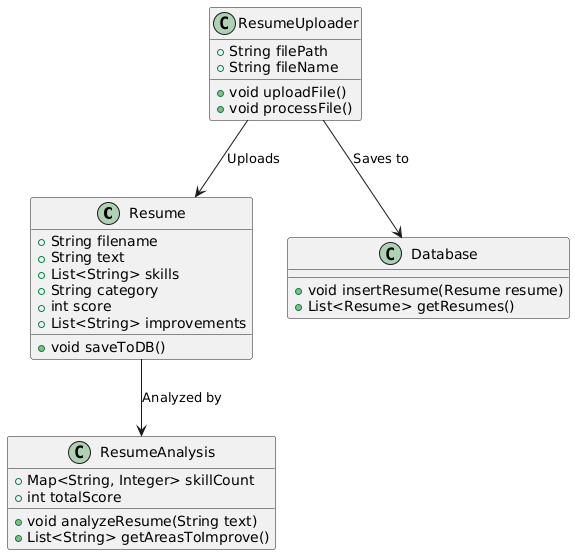 C ResumeUploader
String filePath
String fileName
void uploadFile()
void processFile()
Uploads
Saves to
C Resume
String filename
String text
List<String> skills
String category
int score
List<String> improvements
void saveToDB()
C Database
void insertResume(Resume resume)
List<Resume> getResumes()
Analyzed by
C ResumeAnalysis
Map<String, Integer> skillCount
int totalScore
void analyzeResume(String text)
List<String> getAreasToImprove()